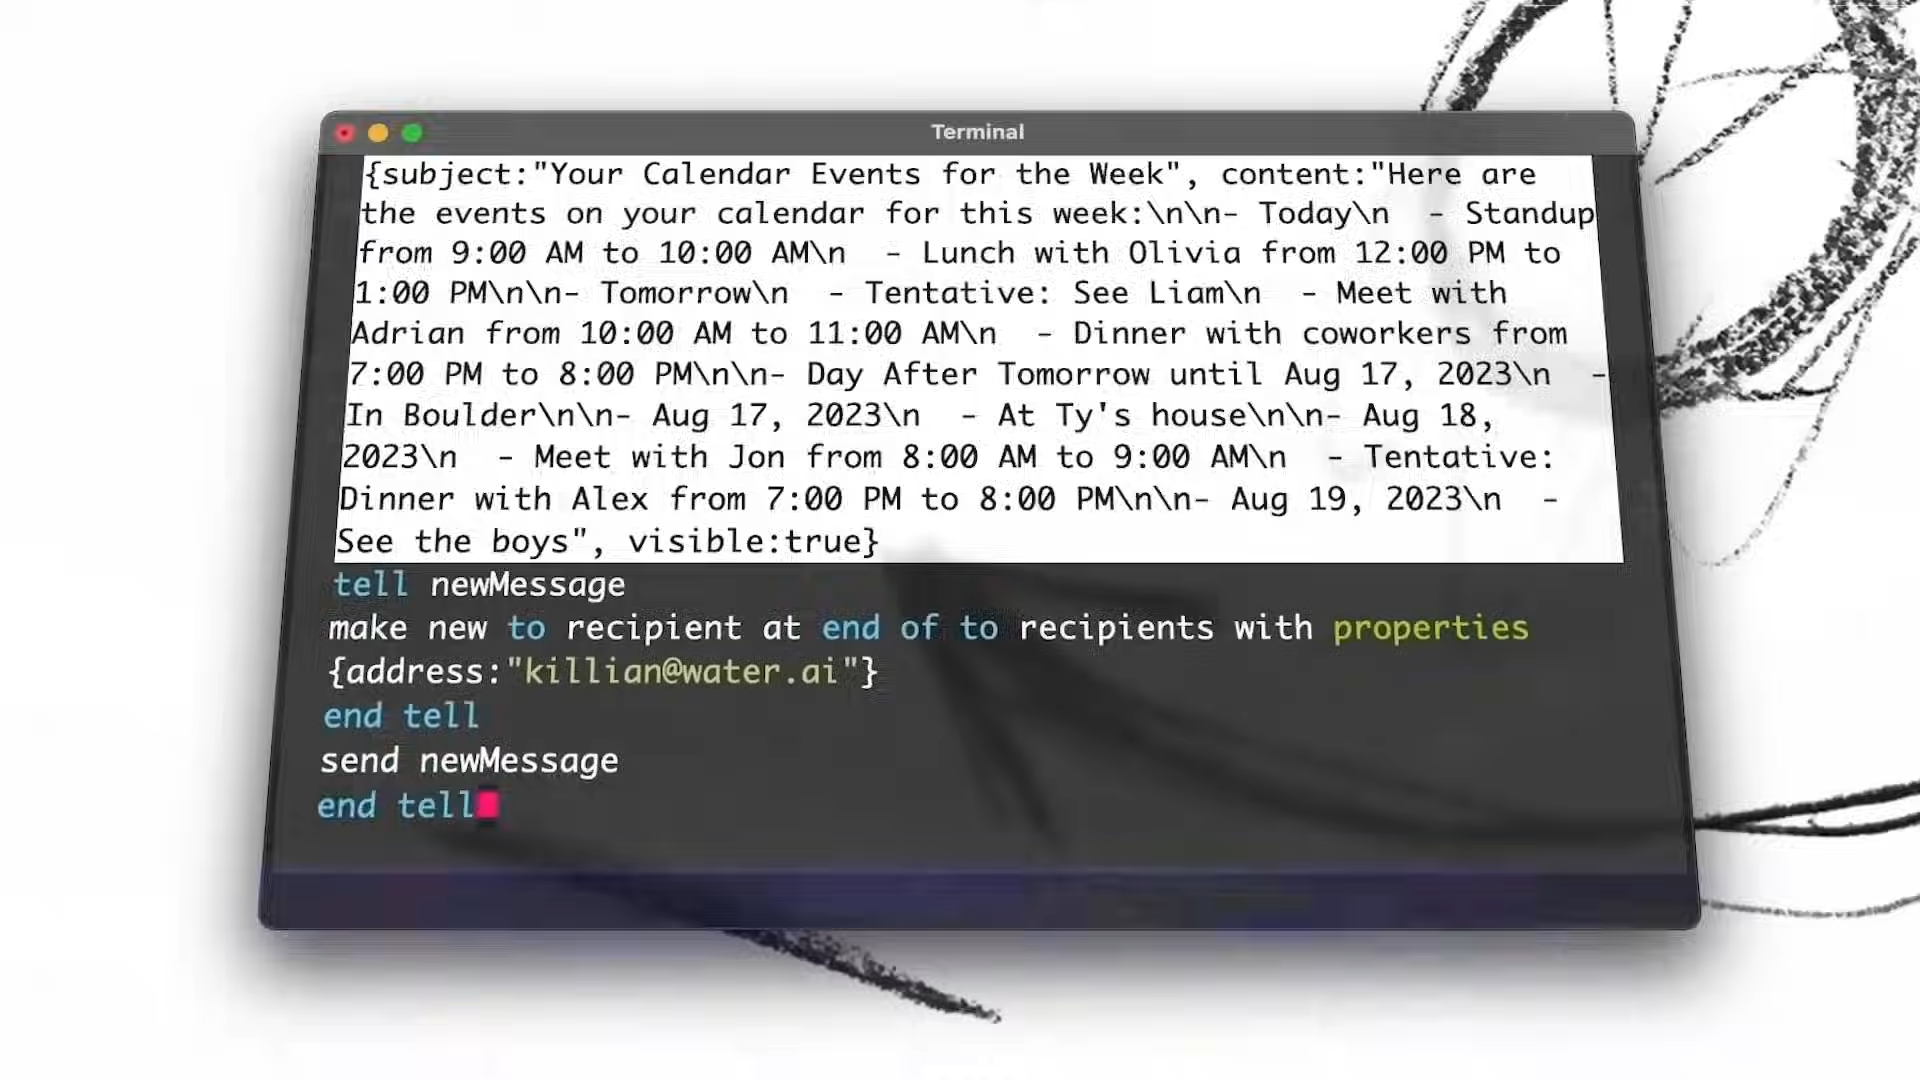 Terminal
{subject:"Your Calendar Events for the Week", content:"Here are
the events on your calendar for this week:\n\n- Today\n  - Standup
from 9:00 AM to 10:00 AM\n  - Lunch with Olivia from 12:00 PM to
1:00 PM\n\n- Tomorrow\n  - Tentative: See Liam\n  - Meet with
Adrian from 10:00 AM to 11:00 AM\n  - Dinner with coworkers from
7:00 PM to 8:00 PM\n\n- Day After Tomorrow until Aug 17, 2023\n  -
In Boulder\n\n- Aug 17, 2023\n  - At Ty's house\n\n- Aug 18,
2023\n  - Meet with Jon from 8:00 AM to 9:00 AM\n  - Tentative:
Dinner with Alex from 7:00 PM to 8:00 PM\n\n- Aug 19, 2023\n  -
See the boys", visible:true}
tell newMessage
make new to recipient at end of to recipients with properties
{address:"killian@water.ai"}
end tell
send newMessage
end tell